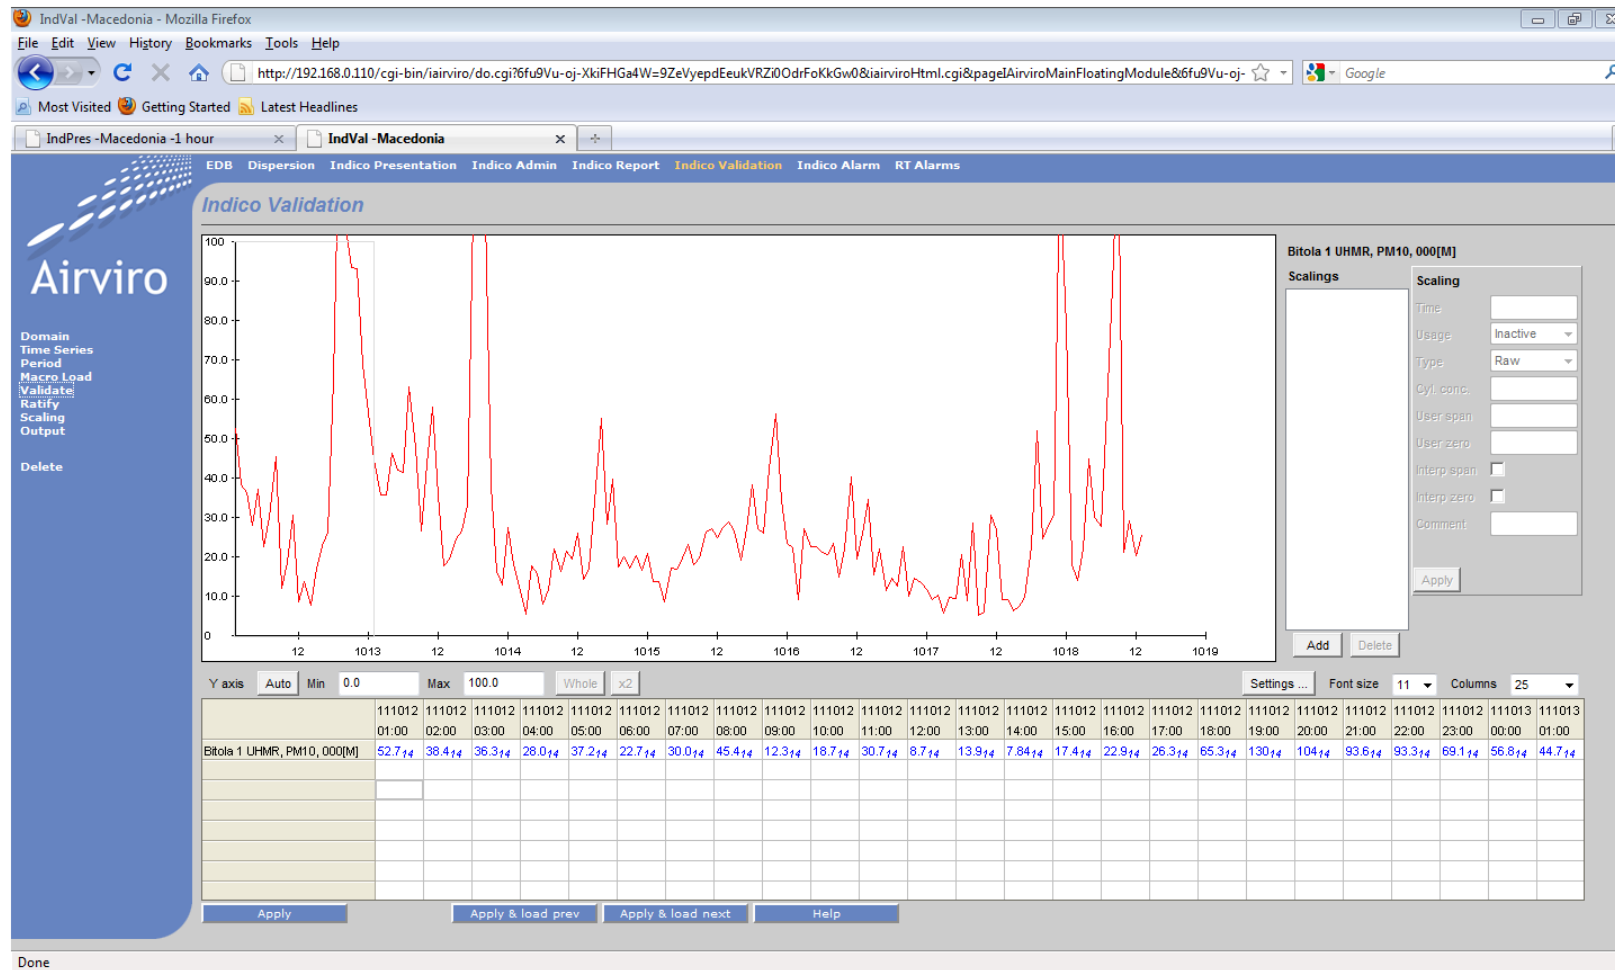 IndVal -Macedonia - Mozilla Firefox
File Edit View History Bookmarks Tools Help
http://192.168.0.110/cgi-bin/iairviro/do.cgi?6fu9Vu-oj-XkiFHGa4W=9ZeVyepdEeukVRZi0OdrFoKkGw0&iairviroHtml.cgi&pageIAirviroMainFloatingModule&6fu9Vu-oj- Google
Most Visited Getting Started Latest Headlines
IndPres -Macedonia -1 hour IndVal -Macedonia
EDB Dispersion Indico Presentation Indico Admin Indico Report Indico Validation Indico Alarm RT Alarms
Indico Validation
Airviro
Domain
Time Series
Period
Macro Load
Validate
Ratify
Scaling
Output
Delete
100
90.0
80.0
70.0
60.0
50.0
40.0
30.0
20.0
10.0
0
12 1013 12 1014 12 1015 12 1016 12 1017 12 1018 12 1019
Bitola 1 UHMR, PM10, 000[M]
Scalings
Scaling
Time
Usage Inactive
Type Raw
Cyl. conc.
User span
User zero
Interp span
Interp zero
Comment
Apply
Add Delete
Y axis Auto Min 0.0 Max 100.0 Whole x2 Settings ... Font size 11 Columns 25
111012 111012 111012 111012 111012 111012 111012 111012 111012 111012 111012 111012 111012 111012 111012 111012 111012 111012 111012 111012 111012 111012 111012 111013 111013
01:00 02:00 03:00 04:00 05:00 06:00 07:00 08:00 09:00 10:00 11:00 12:00 13:00 14:00 15:00 16:00 17:00 18:00 19:00 20:00 21:00 22:00 23:00 00:00 01:00
Bitola 1 UHMR, PM10, 000[M] 52.714 38.414 36.314 28.014 37.214 22.714 30.014 45.414 12.314 18.714 30.714 8.714 13.914 7.8414 17.414 22.914 26.314 65.314 13014 10414 93.614 93.314 69.114 56.814 44.714
Apply Apply & load prev Apply & load next Help
Done